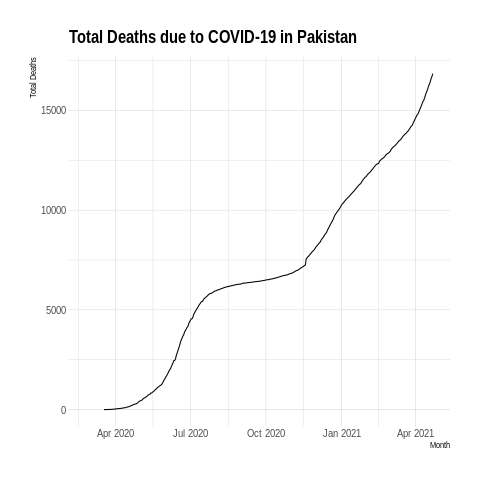 Total Deaths due to COVID-19 in Pakistan
Total Deaths
15000
10000
5000
0
Apr 2020 Jul 2020 Oct 2020 Jan 2021 Apr 2021
Month